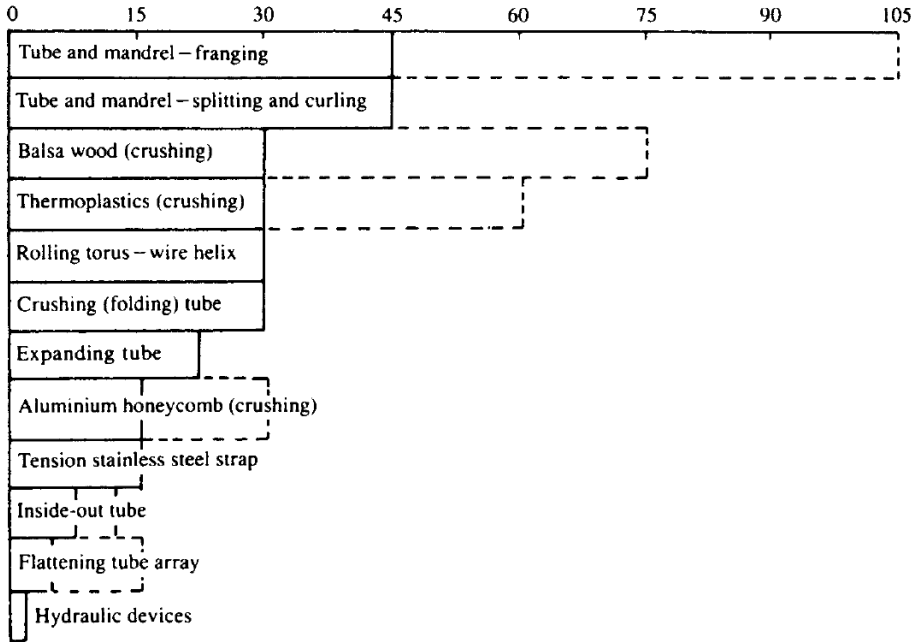 0 15 30 45 60 75 90 105
Tube and mandrel – franging
Tube and mandrel – splitting and curling
Balsa wood (crushing)
Thermoplastics (crushing)
Rolling torus – wire helix
Crushing (folding) tube
Expanding tube
Aluminium honeycomb (crushing)
Tension stainless steel strap
Inside-out tube
Flattening tube array
Hydraulic devices